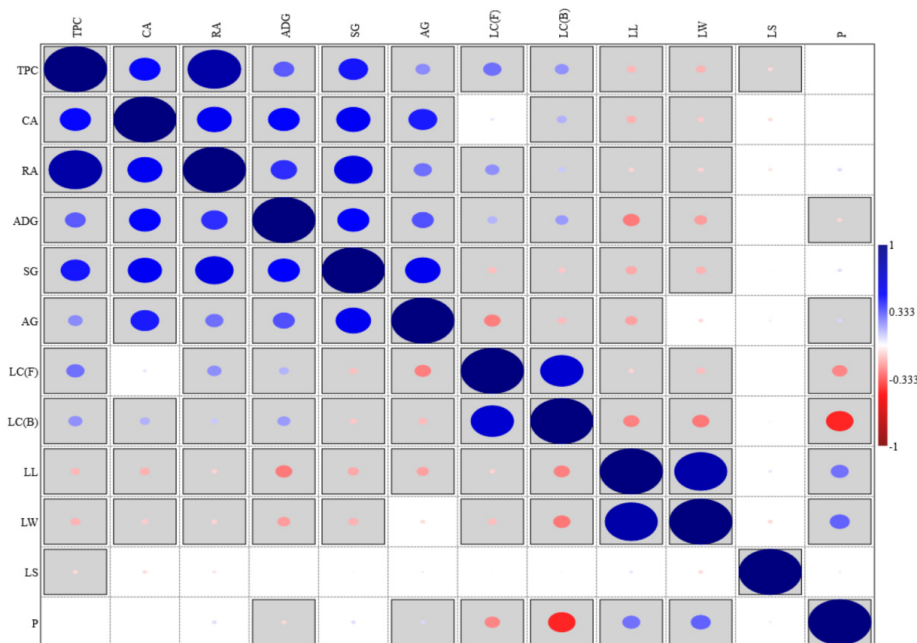 TPC CA RA ADG SG AG LC(F) LC(B) LL LW LS P
TPC
CA
RA
ADG
SG
AG
LC(F)
LC(B)
LL
LW
LS
P
1
0.333
-0.333
-1